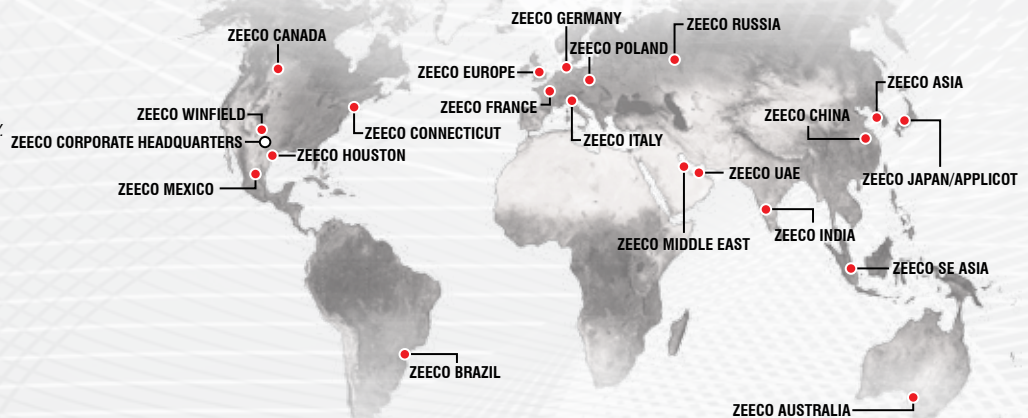 ZEECO GERMANY
ZEECO RUSSIA
ZEECO CANADA
ZEECO POLAND
ZEECO EUROPE
ZEECO ASIA
ZEECO FRANCE
ZEECO WINFIELD
ZEECO CHINA
ZEECO CONNECTICUT
ZEECO CORPORATE HEADQUARTERS
ZEECO ITALY
ZEECO HOUSTON
ZEECO UAE
ZEECO JAPAN/APPLICOT
ZEECO MEXICO
ZEECO INDIA
ZEECO MIDDLE EAST
ZEECO SE ASIA
ZEECO BRAZIL
ZEECO AUSTRALIA